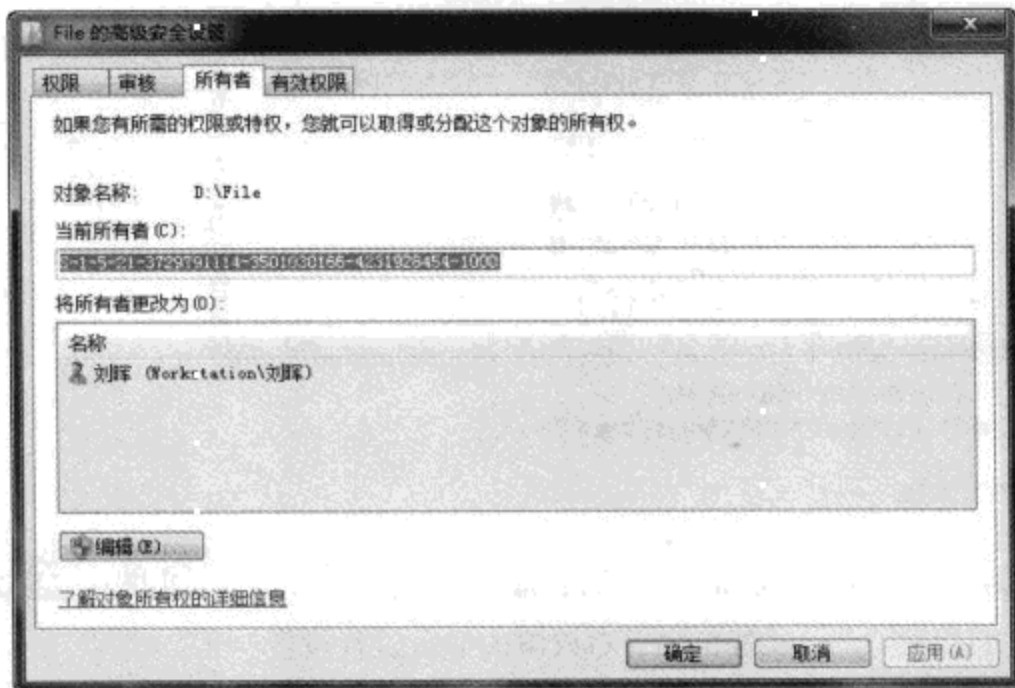 File 的高级安全设置
权限 审核 所有者 有效权限
如果您有所需的权限或特权，您就可以取得或分配这个对象的所有权。
对象名称: D:\File
当前所有者(C):
将所有者更改为(O):
名称
刘晖 (Workstation\刘晖)
编辑(E)...
了解对象所有权的详细信息
确定 取消 应用(A)